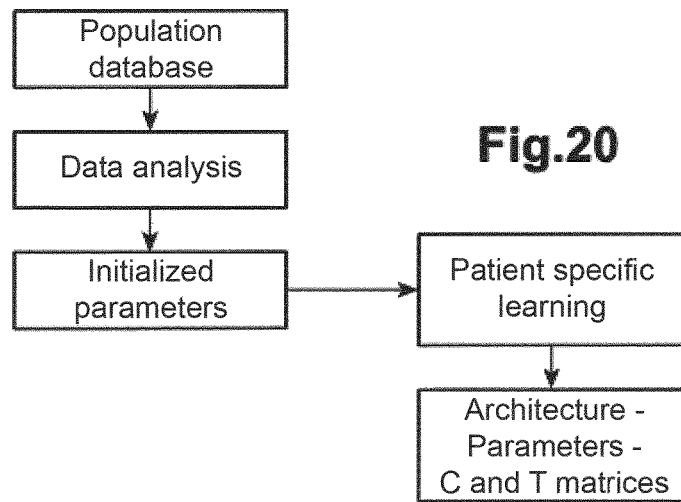 Population
database
Data analysis
Initialized
parameters
Fig.20
Patient specific
learning
Architecture -
Parameters -
C and T matrices